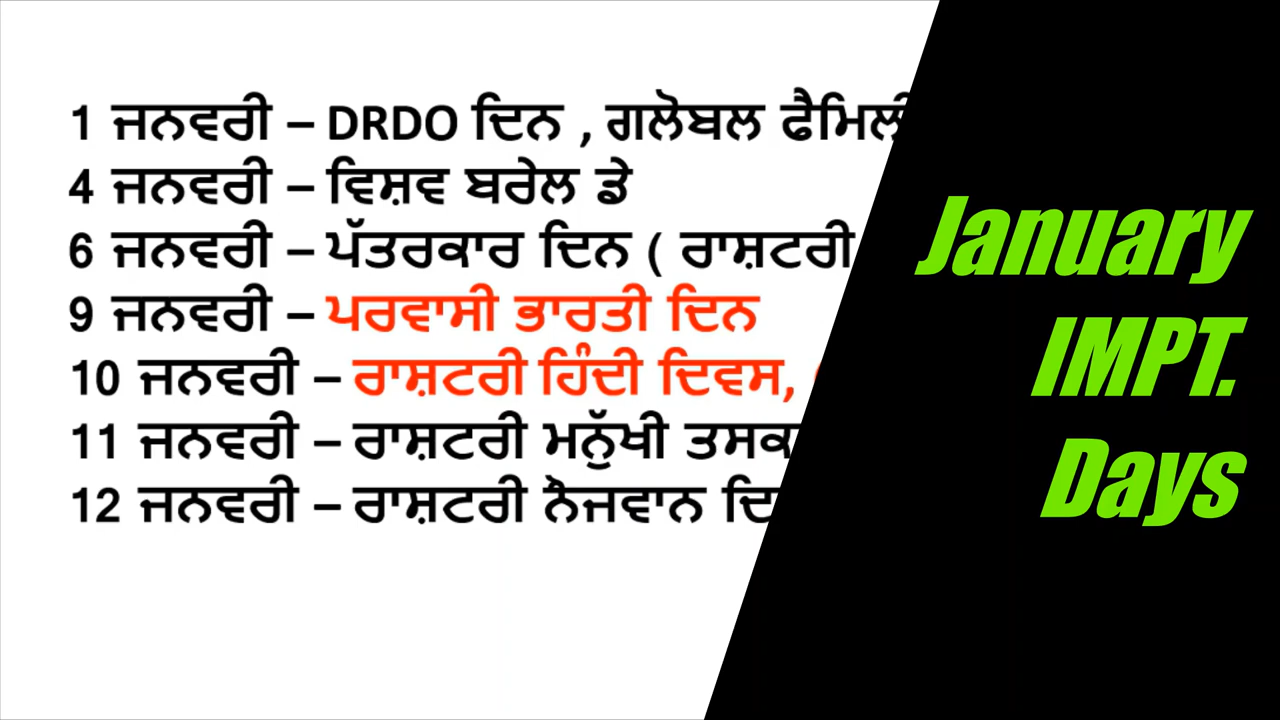 1 ਜਨਵਰੀ – DRDO ਦਿਨ , ਗਲੋਬਲ ਫੈਮਿਲੀ
4 ਜਨਵਰੀ – ਵਿਸ਼ਵ ਬਰੇਲ ਡੇ
6 ਜਨਵਰੀ – ਪੱਤਰਕਾਰ ਦਿਨ ( ਰਾਸ਼ਟਰੀ
9 ਜਨਵਰੀ – ਪਰਵਾਸੀ ਭਾਰਤੀ ਦਿਨ
10 ਜਨਵਰੀ – ਰਾਸ਼ਟਰੀ ਹਿੰਦੀ ਦਿਵਸ,
11 ਜਨਵਰੀ – ਰਾਸ਼ਟਰੀ ਮਨੁੱਖੀ
12 ਜਨਵਰੀ – ਰਾਸ਼ਟਰੀ ਨੌਜਵਾਨ
January
IMPT.
Days